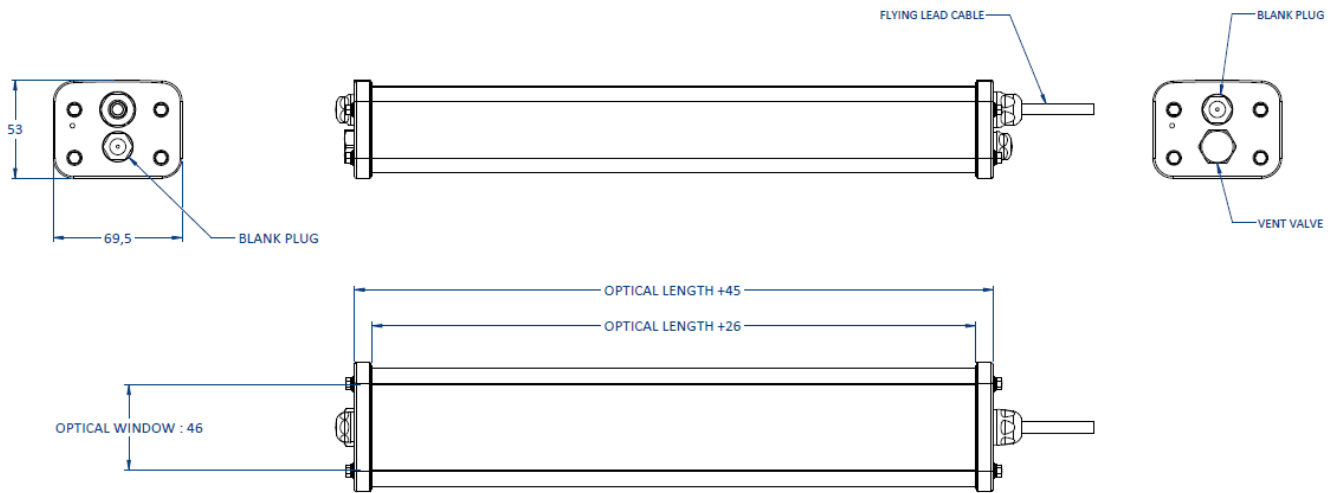 FLYING LEAD CABLE
BLANK PLUG
53
69,5
BLANK PLUG
VENT VALVE
OPTICAL LENGTH +45
OPTICAL LENGTH +26
OPTICAL WINDOW : 46